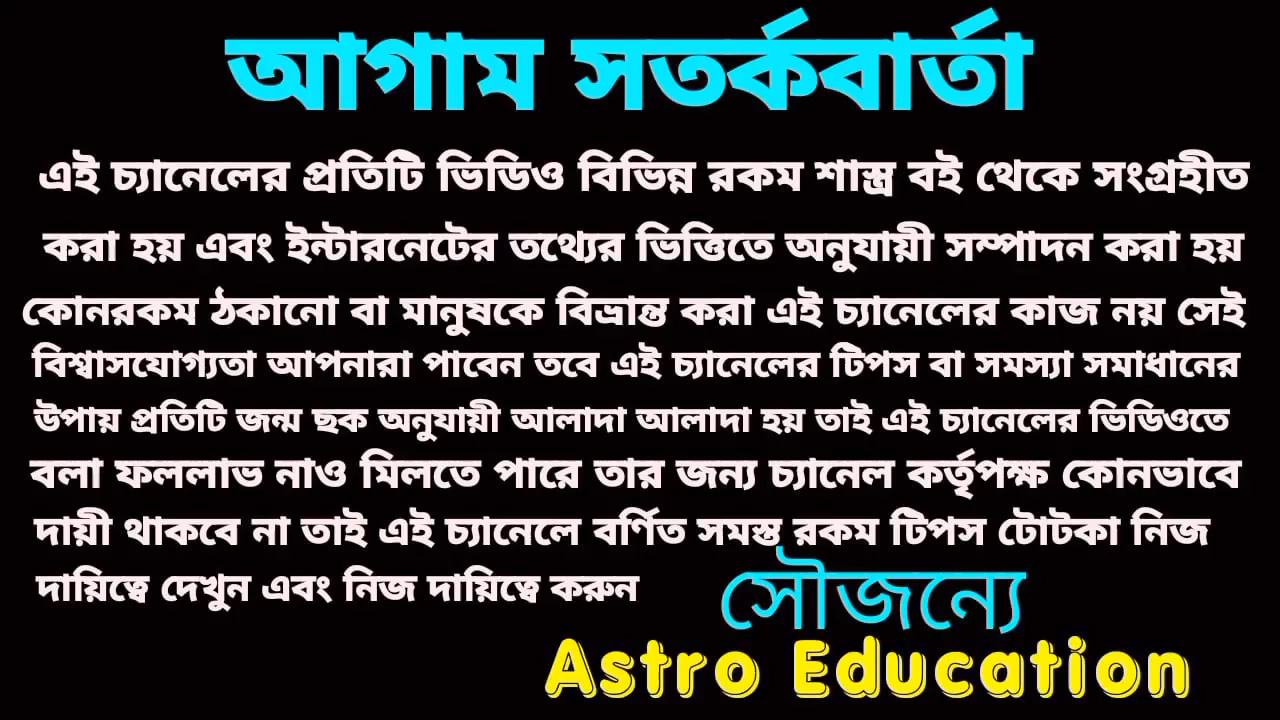 আগাম সতর্কবার্তা
এই চ্যানেলের প্রতিটি ভিডিও বিভিন্ন রকম শাস্ত্র বই থেকে সংগ্রহীত
করা হয় এবং ইন্টারনেটের তথ্যের ভিত্তিতে অনুযায়ী সম্পাদন করা হয়
কোনরকম ঠকানো বা মানুষকে বিভ্রান্ত করা এই চ্যানেলের কাজ নয় সেই
বিশ্বাসযোগ্যতা আপনারা পাবেন তবে এই চ্যানেলের টিপস বা সমস্যা সমাধানের
উপায় প্রতিটি জন্ম ছক অনুযায়ী আলাদা আলাদা হয় তাই এই চ্যানেলের ভিডিওতে
বলা ফললাভ নাও মিলতে পারে তার জন্য চ্যানেল কর্তৃপক্ষ কোনভাবে
দায়ী থাকবে না তাই এই চ্যানেলে বর্ণিত সমস্ত রকম টিপস টোটকা নিজ
দায়িত্বে দেখুন এবং নিজ দায়িত্বে করুন
সৌজন্যে
Astro Education